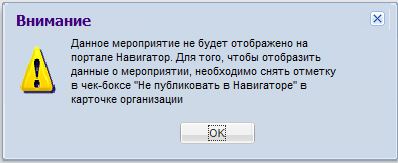 Внимание
Данное мероприятие не будет отображено на
портале Навигатор. Для того, чтобы отобразить
данные о мероприятии, необходимо снять отметку
в чек-боксе "Не публиковать в Навигаторе" в
карточке организации
OK